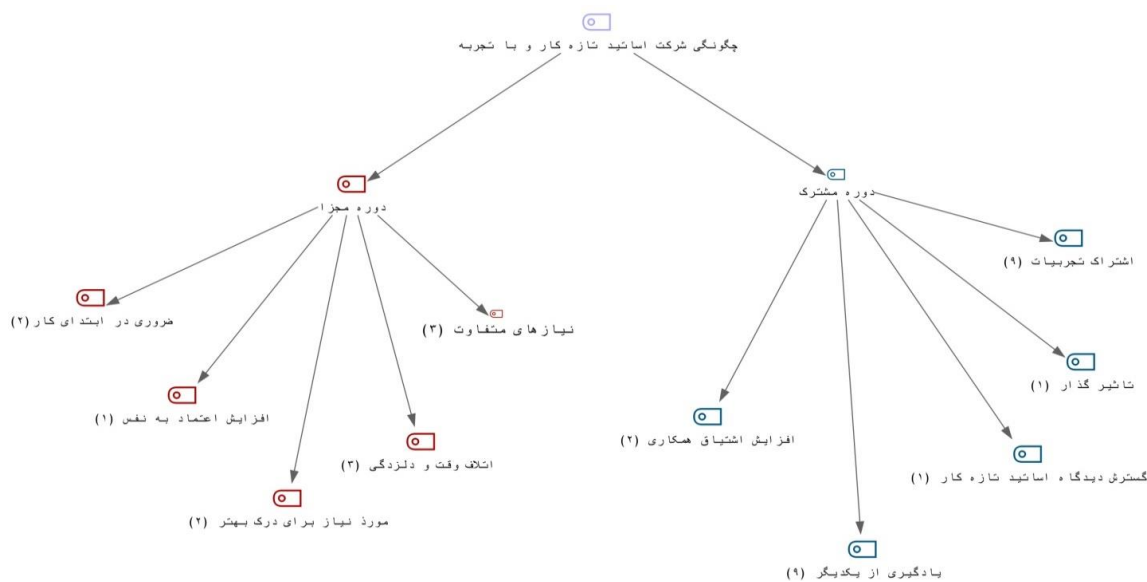 چگونگی شرکت اساتید تازه کار و با تجربه
دوره مشترک
دوره مجزا
اشتراک تجربیات (۹)
تاثیر گذار (۱)
گسترش دیدگاه اساتید تازه کار (۱)
یادگیری از یکدیگر (۹)
افزایش اشتیاق همکاری (۲)
نیازهای متفاوت (۳)
اتلاف وقت و دلزدگی (۳)
مورذ نیاز برای درک بهتر (۲)
افزایش اعتماد به نفس (۱)
ضروری در ابتدای کار(۲)